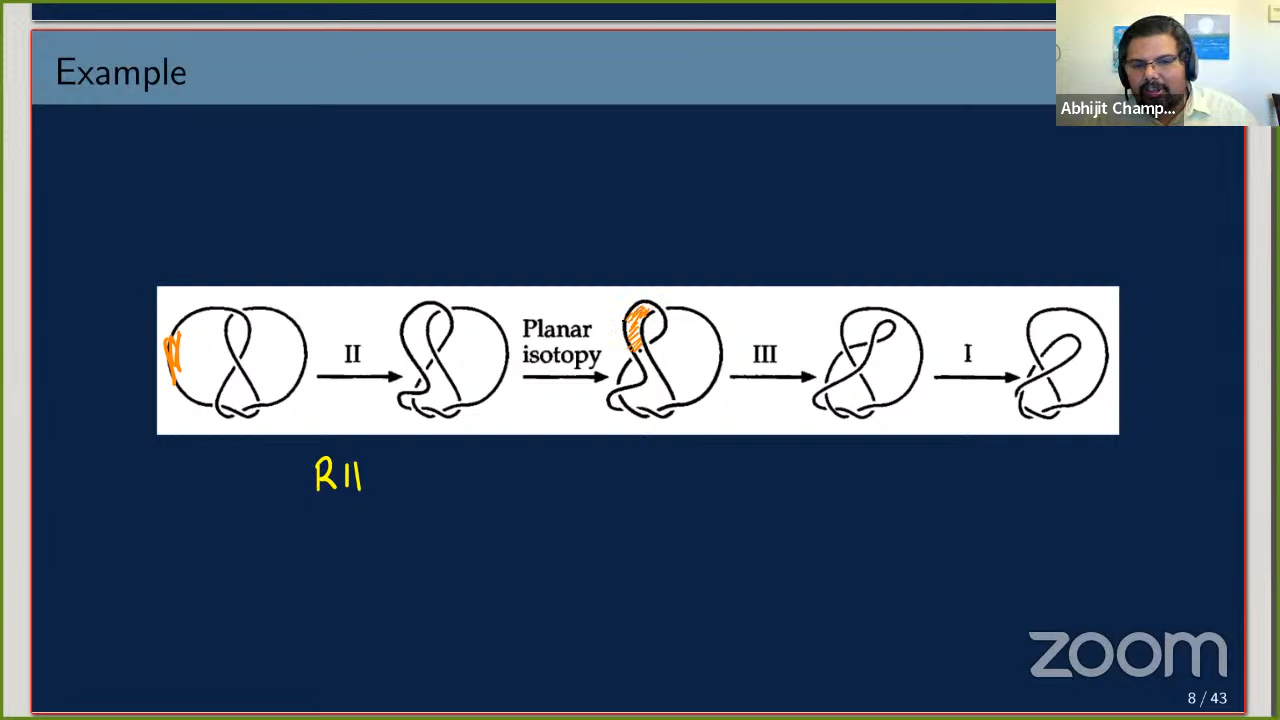 Example
Abhijit Champ...
II
Planar
isotopy
III
I
RII
zoom
8 / 43